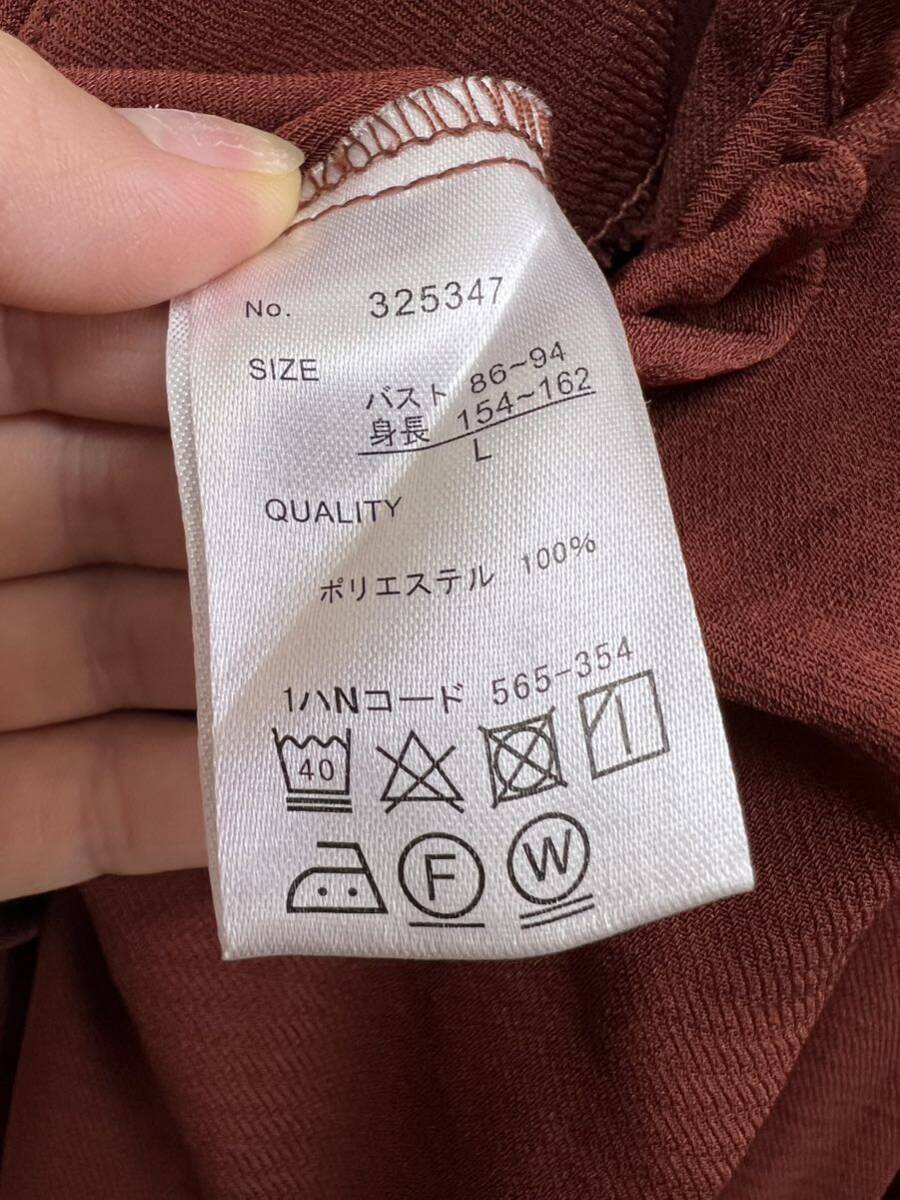 No. 325347
SIZE
バスト 86~94
身長 154~162
L
QUALITY
ポリエステル 100%
1ハNコード 565-354
40
F W